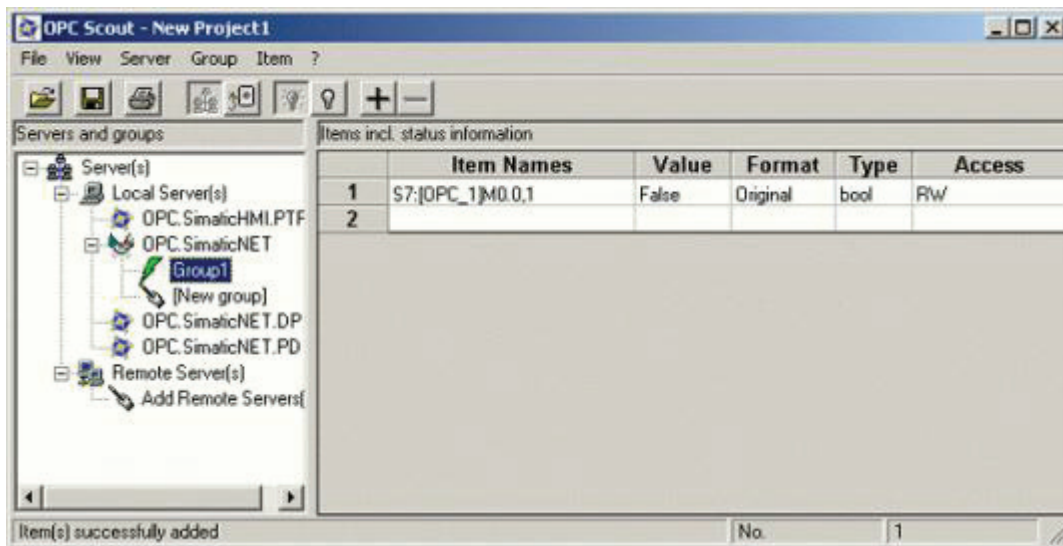 OPC Scout - New Project1
File View Server Group Item ?
Servers and groups
Items incl. status information
Server(s)
Local Server(s)
OPC.SimaticHMI.PTF
OPC.SimaticNET
Group1
[New group]
OPC.SimaticNET.DP
OPC.SimaticNET.PD
Remote Server(s)
Add Remote Servers(
Item Names Value Format Type Access
1 S7:[OPC_1]M0.0,1 False Original bool RW
2
Item(s) successfully added No. 1